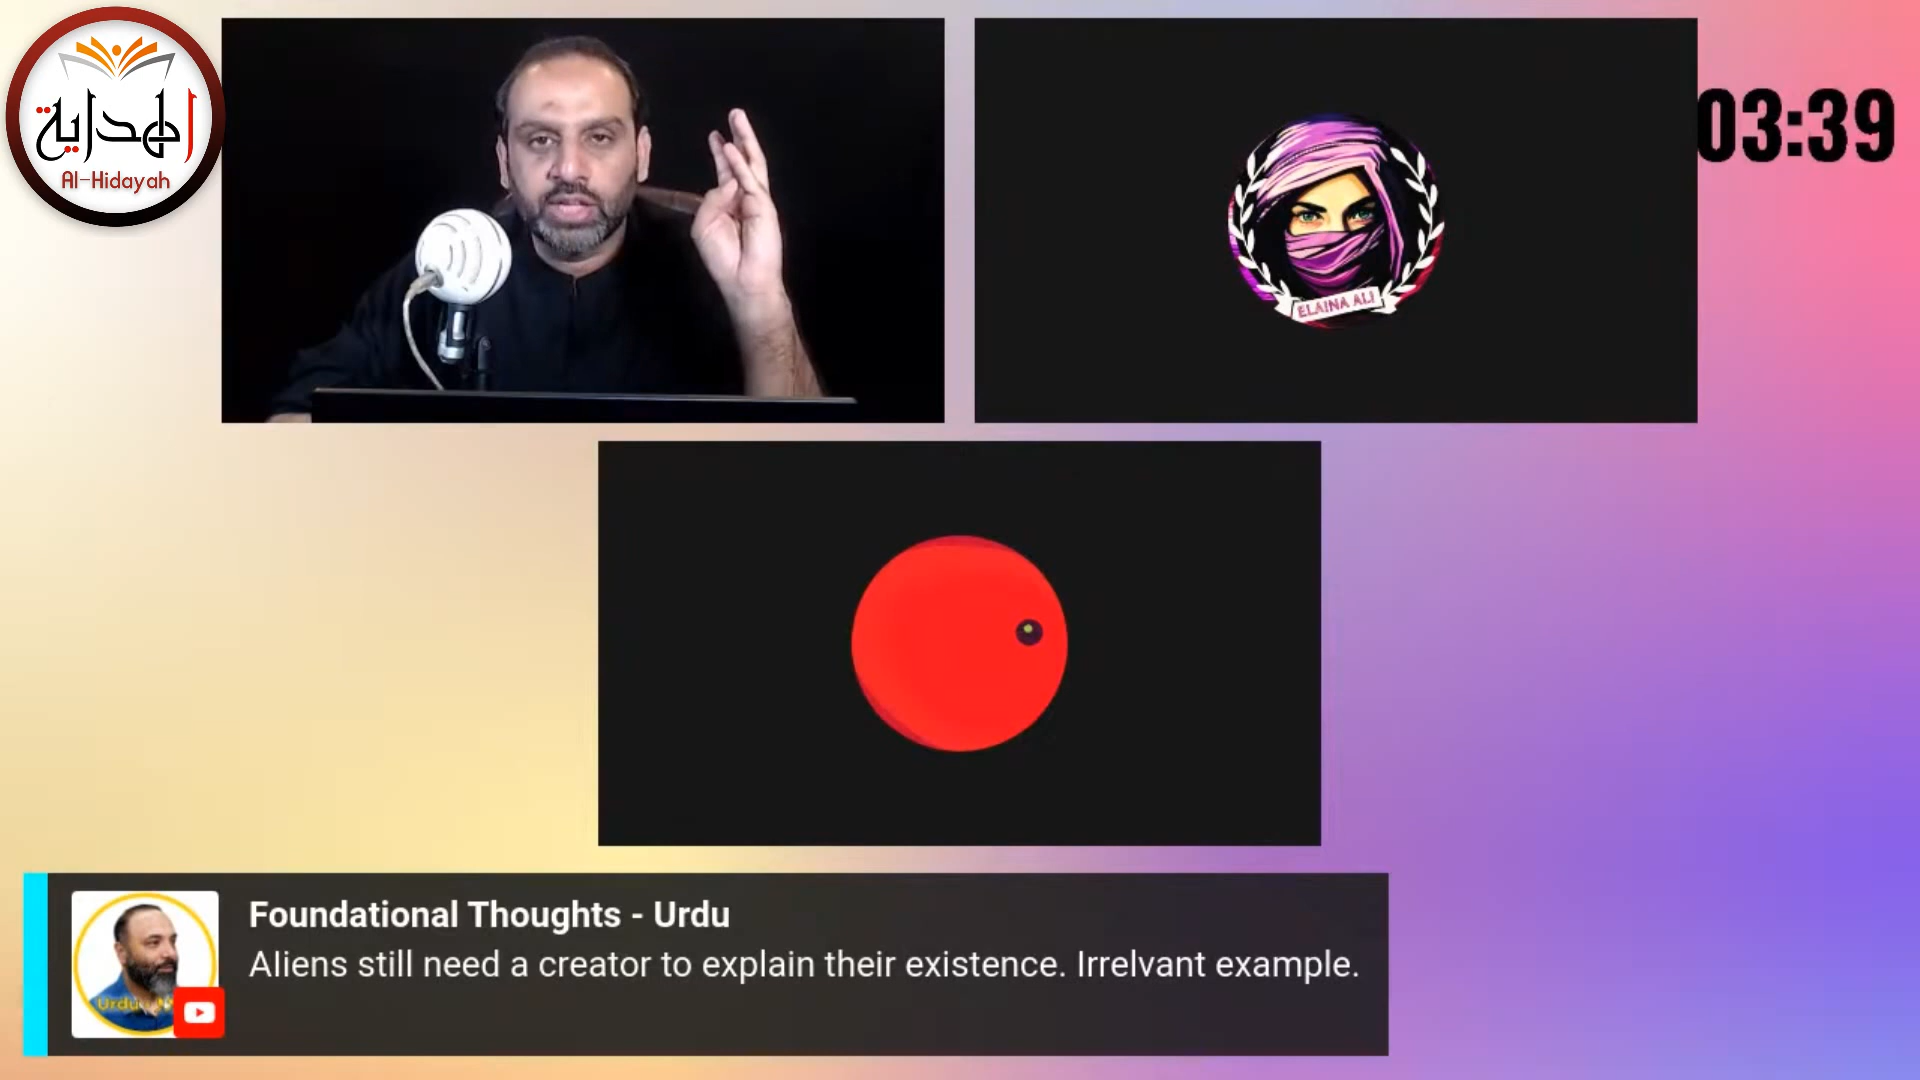 الهداية
Al-Hidayah
03:39
ELAINA ALI
Foundational Thoughts - Urdu
Aliens still need a creator to explain their existence. Irrelvant example.
Urdu